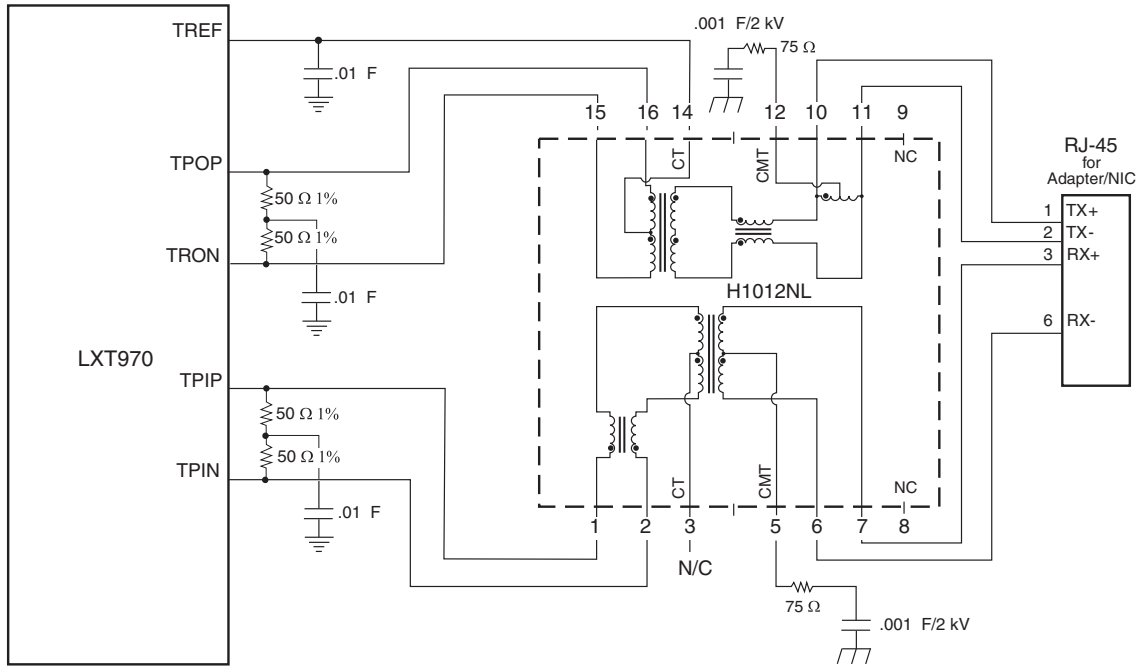 .001 F/2 kV
75 Ω
TREF
.01 F
15 16 14 12 10 11 9
CT
CMT
NC
RJ-45
for
Adapter/NIC
TPOP
50 Ω 1%
50 Ω 1%
TRON
.01 F
1 TX+
2 TX-
3 RX+
6 RX-
H1012NL
LXT970
TPIP
50 Ω 1%
50 Ω 1%
TPIN
.01 F
CT
CMT
NC
1 2 3 5 6 7 8
N/C
75 Ω
.001 F/2 kV